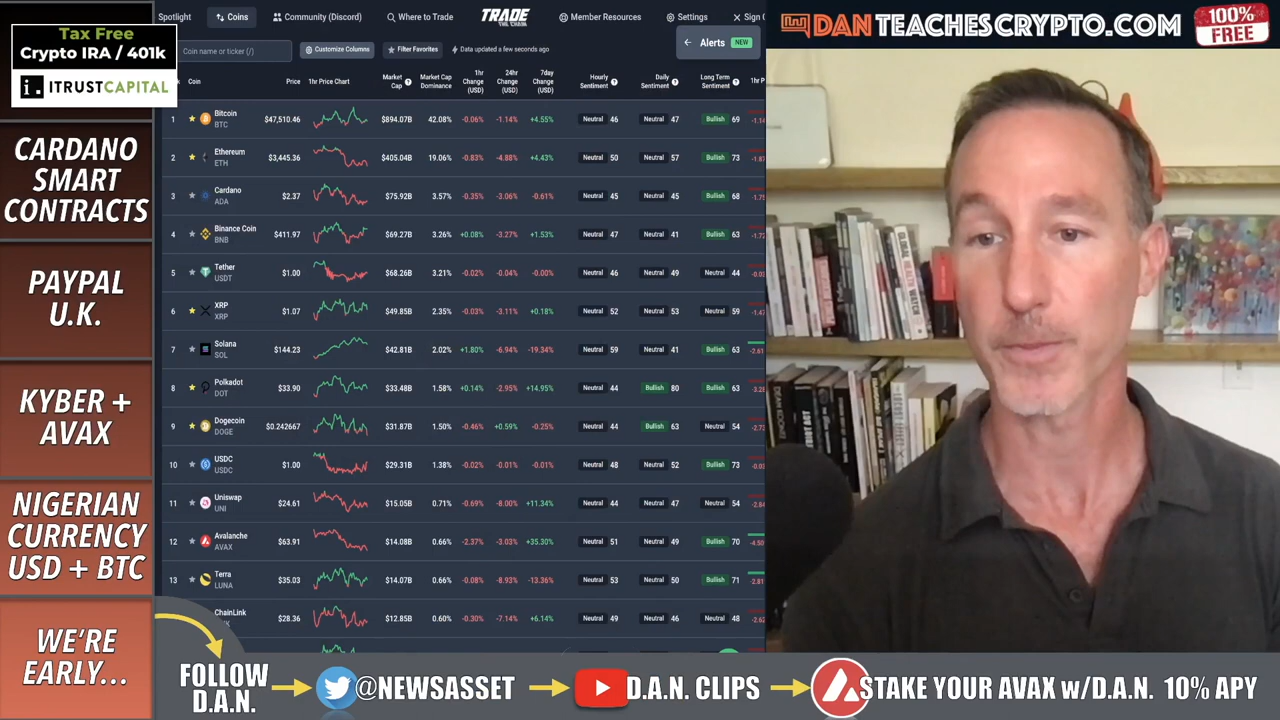 Spotlight Coins Community (Discord) Where to Trade TRADE THE CHAIN Member Resources Settings Sign
Tax Free
Crypto IRA / 401k
i. ITRUSTCAPITAL
Coin name or ticker (/) Customize Columns Filter Favorites Data updated a few seconds ago Alerts NEW
Coin Price 1hr Price Chart Market Cap Market Cap Dominance 1hr Change (USD) 24hr Change (USD) 7day Change (USD) Hourly Sentiment Daily Sentiment Long Term Sentiment
1 Bitcoin BTC $47,510.46 $894.07B 42.08% -0.06% -1.14% +4.55% Neutral 46 Neutral 47 Bullish 69
2 Ethereum ETH $3,445.36 $405.04B 19.06% -0.83% -4.88% +4.43% Neutral 50 Neutral 57 Bullish 73
3 Cardano ADA $2.37 $75.92B 3.57% -0.35% -3.06% -0.61% Neutral 45 Neutral 45 Bullish 68
4 Binance Coin BNB $411.97 $69.27B 3.26% +0.08% -3.27% +1.53% Neutral 47 Neutral 41 Bullish 63
5 Tether USDT $1.00 $68.26B 3.21% -0.02% -0.04% -0.00% Neutral 46 Neutral 49 Neutral 44
6 XRP XRP $1.07 $49.85B 2.35% -0.03% -3.11% +0.18% Neutral 52 Neutral 53 Neutral 59
7 Solana SOL $144.23 $42.81B 2.02% +1.80% -6.94% -19.34% Neutral 59 Neutral 41 Bullish 63
8 Polkadot DOT $33.90 $33.48B 1.58% +0.14% -2.95% +14.95% Neutral 44 Bullish 80 Bullish 63
9 Dogecoin DOGE $0.242667 $31.87B 1.50% -0.46% +0.59% -0.25% Neutral 44 Bullish 63 Neutral 54
10 USDC USDC $1.00 $29.31B 1.38% -0.02% -0.01% -0.01% Neutral 48 Neutral 52 Bullish 73
11 Uniswap UNI $24.61 $15.05B 0.71% -0.69% -8.00% +11.34% Neutral 44 Neutral 47 Neutral 54
12 Avalanche AVAX $63.91 $14.08B 0.66% -2.37% -3.03% +35.30% Neutral 51 Neutral 49 Bullish 70
13 Terra LUNA $35.03 $14.07B 0.66% -0.08% -8.93% -13.36% Neutral 53 Neutral 50 Bullish 71
ChainLink $28.36 $12.85B 0.60% -0.30% -7.14% +6.14% Neutral 49 Neutral 46 Neutral 48
CARDANO
SMART
CONTRACTS
PAYPAL
U.K.
KYBER +
AVAX
NIGERIAN
CURRENCY
USD + BTC
WE'RE
EARLY...
DANTEACHESCRYPTO.COM
100%
FREE
FOLLOW
D.A.N.
@NEWSASSET
D.A.N. CLIPS
STAKE YOUR AVAX w/D.A.N. 10% APY